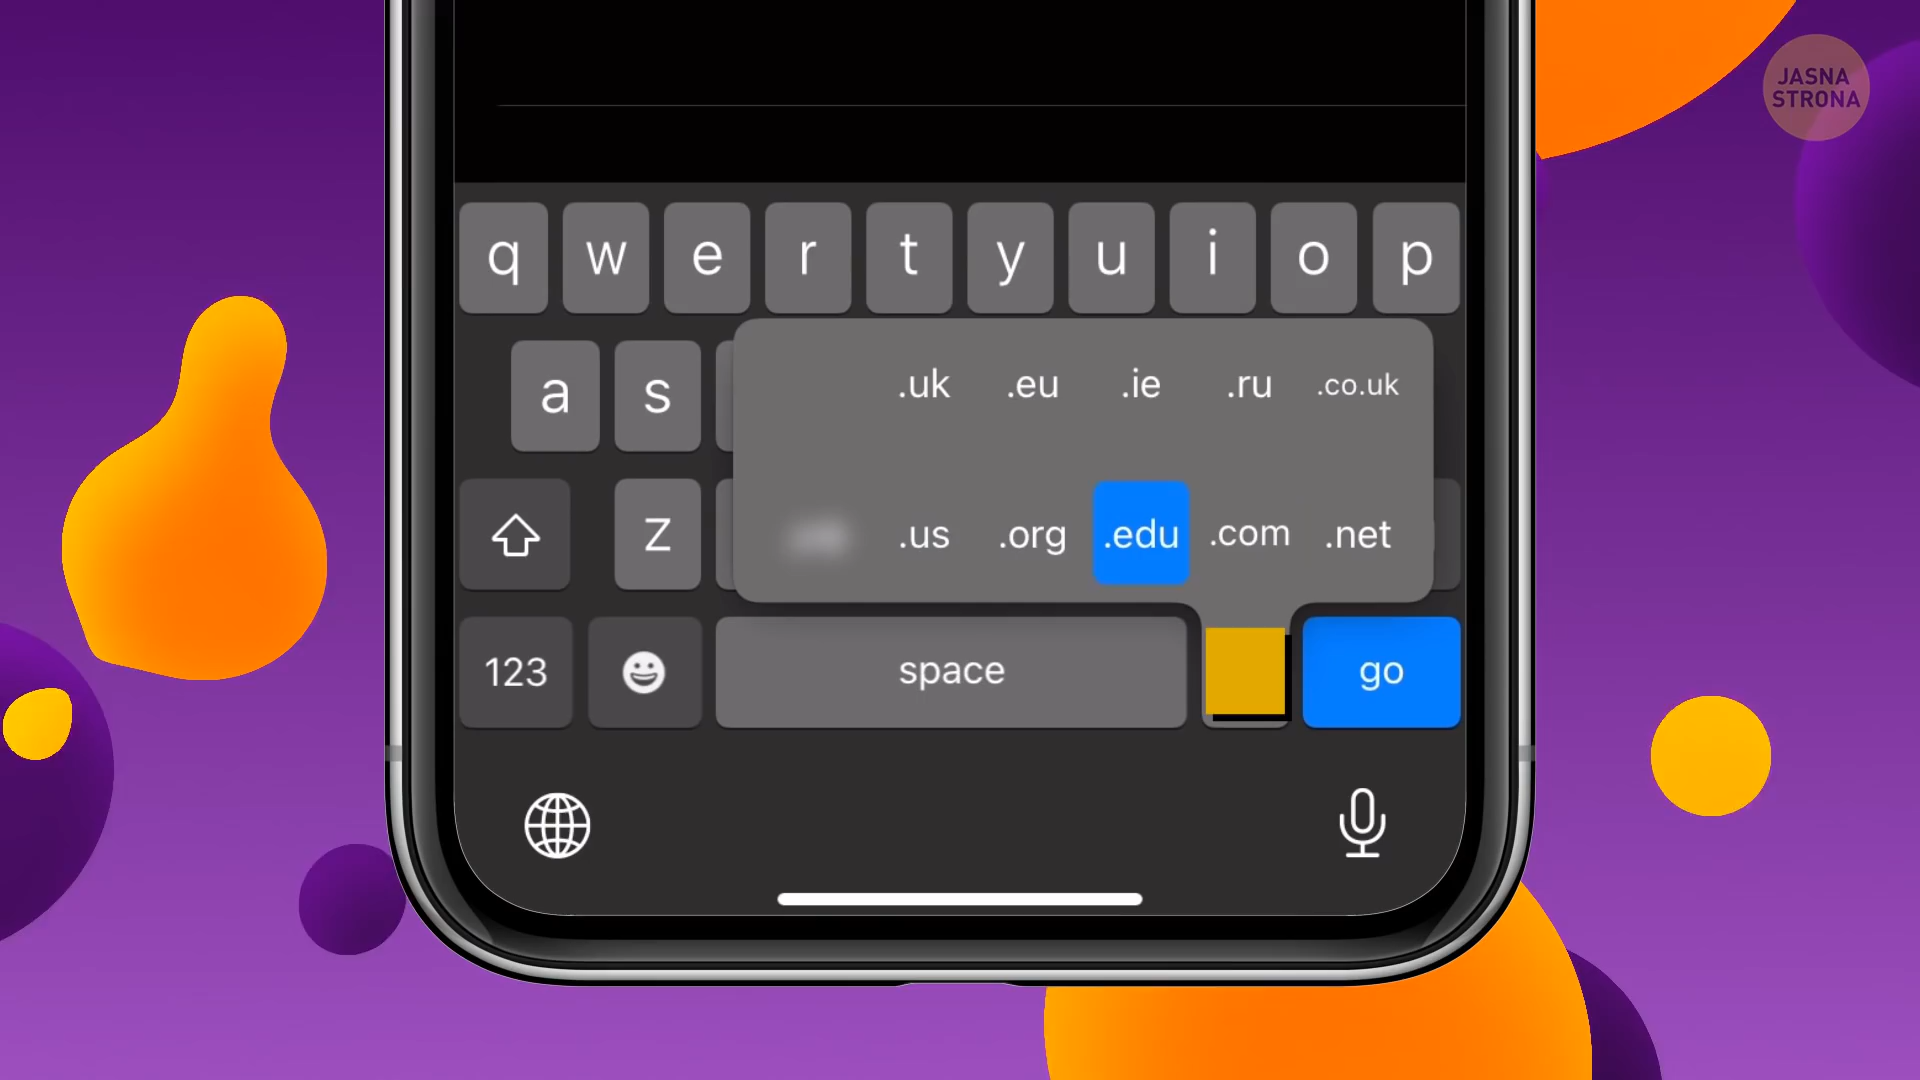 JASNA
STRONA
q w e r t y u i o p
a s
.uk .eu .ie .ru .co.uk
z
.us .org .edu .com .net
123 space go